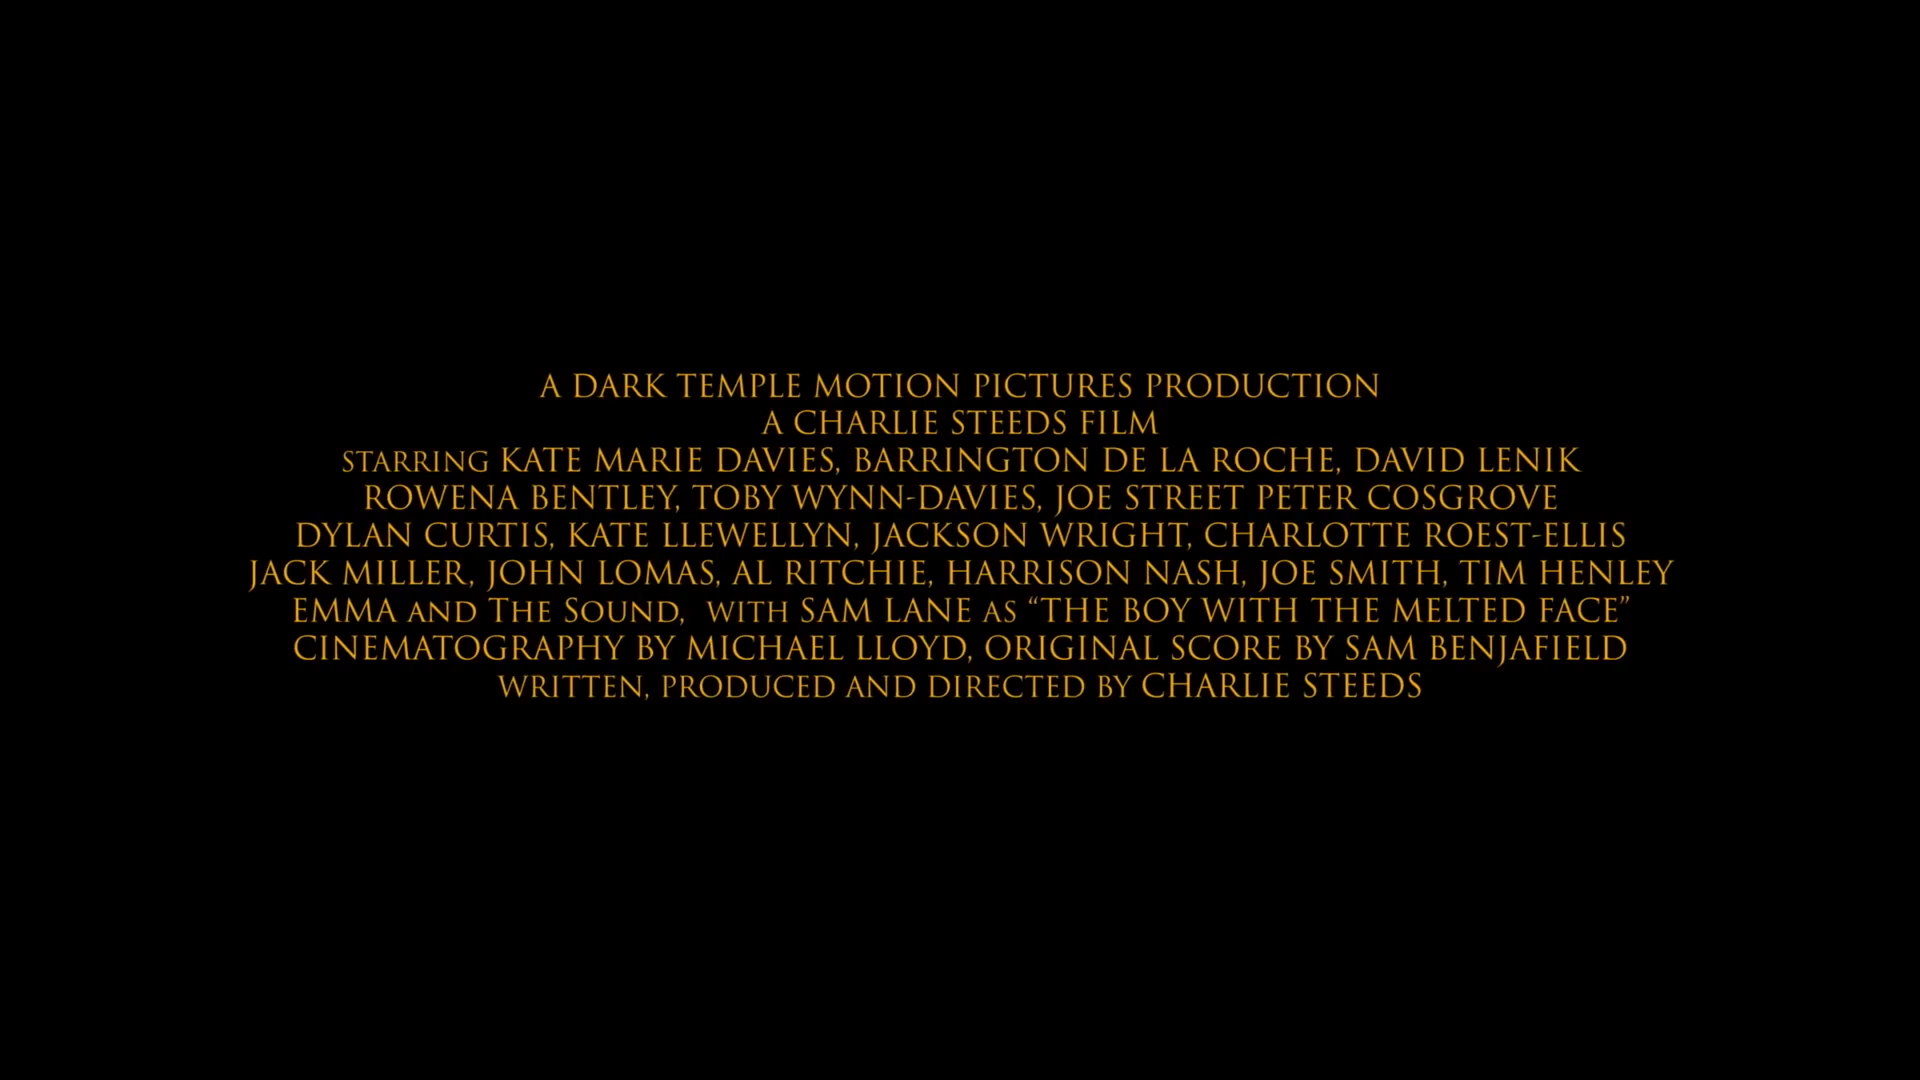 A DARK TEMPLE MOTION PICTURES PRODUCTION
A CHARLIE STEEDS FILM
STARRING KATE MARIE DAVIES, BARRINGTON DE LA ROCHE, DAVID LENIK
ROWENA BENTLEY, TOBY WYNN-DAVIES, JOE STREET PETER COSGROVE
DYLAN CURTIS, KATE LLEWELLYN, JACKSON WRIGHT, CHARLOTTE ROEST-ELLIS
JACK MILLER, JOHN LOMAS, AL RITCHIE, HARRISON NASH, JOE SMITH, TIM HENLEY
EMMA AND THE SOUND, WITH SAM LANE AS “THE BOY WITH THE MELTED FACE”
CINEMATOGRAPHY BY MICHAEL LLOYD, ORIGINAL SCORE BY SAM BENJAFIELD
WRITTEN, PRODUCED AND DIRECTED BY CHARLIE STEEDS